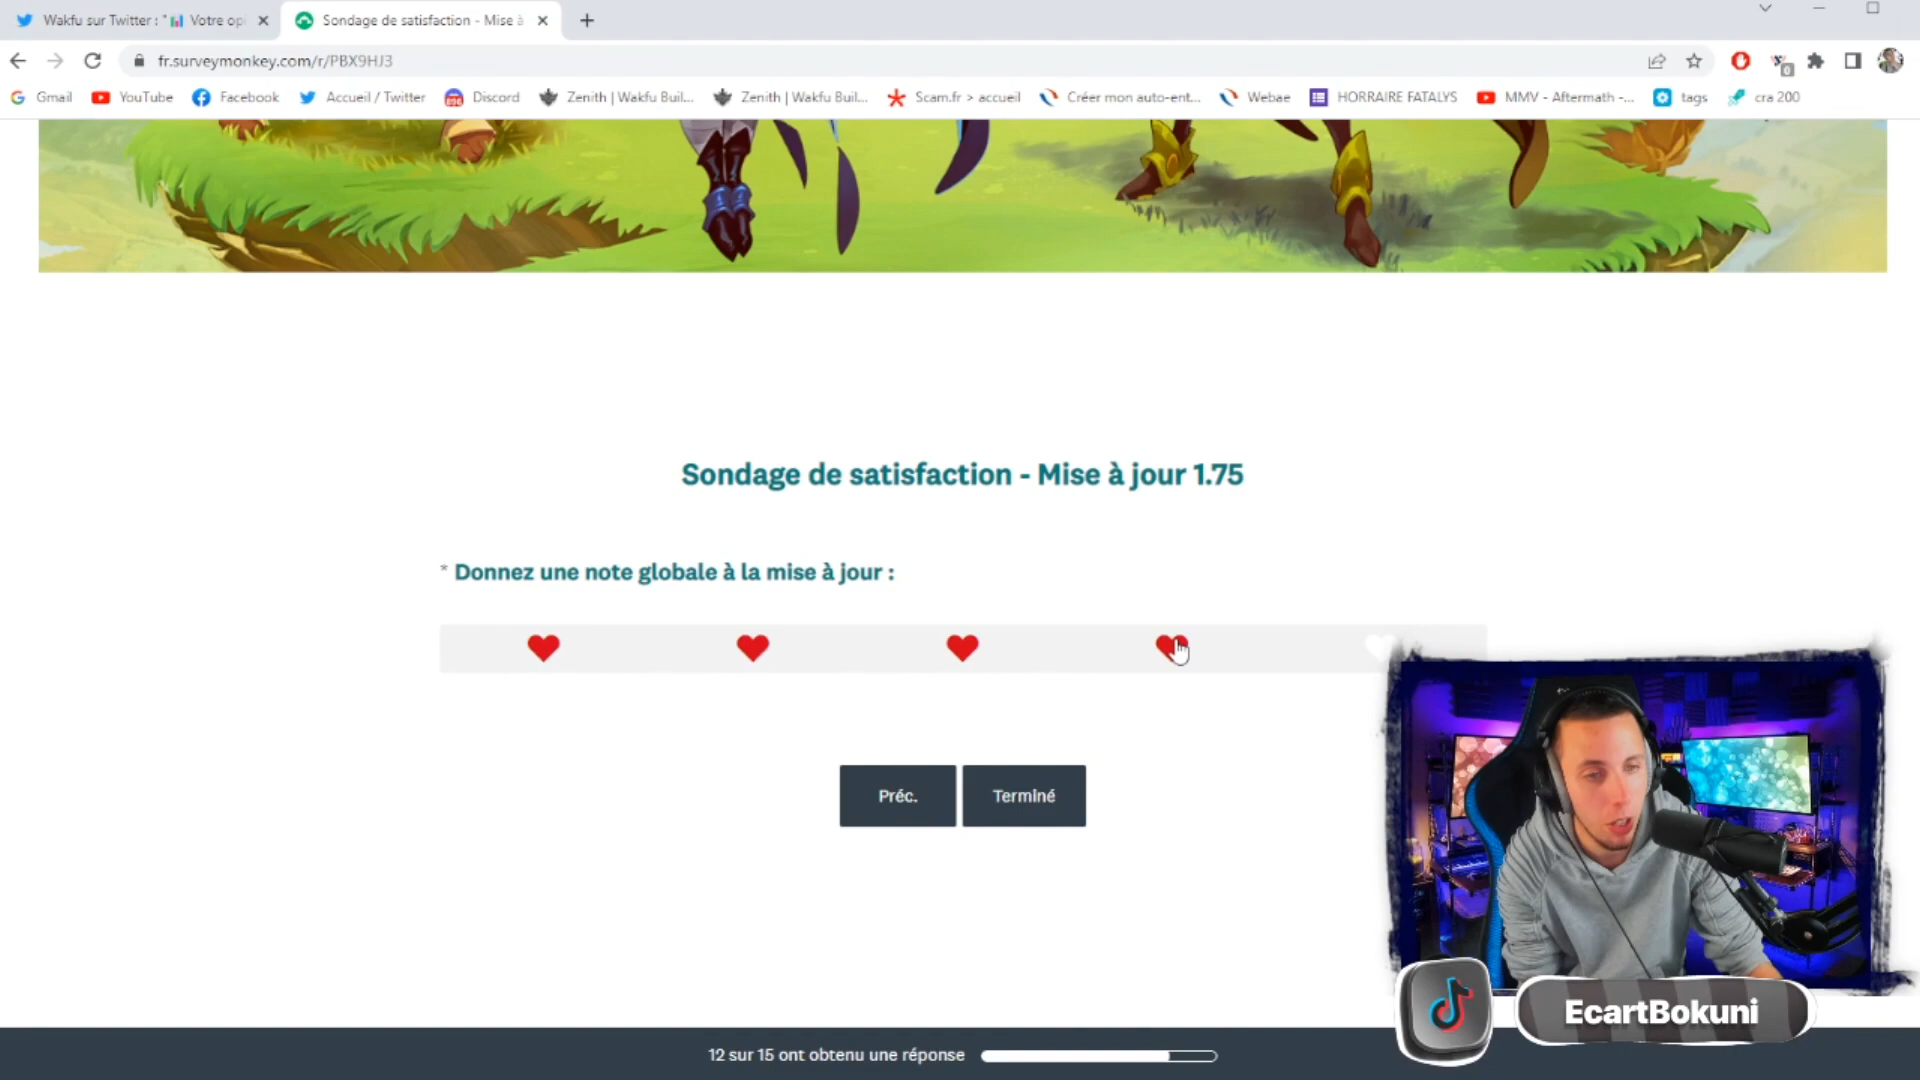 Wakfu sur Twitter : " Votre opi
Sondage de satisfaction - Mise à
fr.surveymonkey.com/r/PBX9HJ3
Gmail
YouTube
Facebook
Accueil / Twitter
Discord
Zenith | Wakfu Buil...
Zenith | Wakfu Buil...
Scam.fr > accueil
Créer mon auto-ent...
Webae
HORRAIRE FATALYS
MMV - Aftermath -...
tags
cra 200
Sondage de satisfaction - Mise à jour 1.75
* Donnez une note globale à la mise à jour :
Préc.
Terminé
EcartBokuni
12 sur 15 ont obtenu une réponse